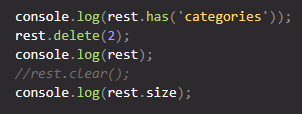 console.log(rest.has('categories'));
rest.delete(2);
console.log(rest);
//rest.clear();
console.log(rest.size);